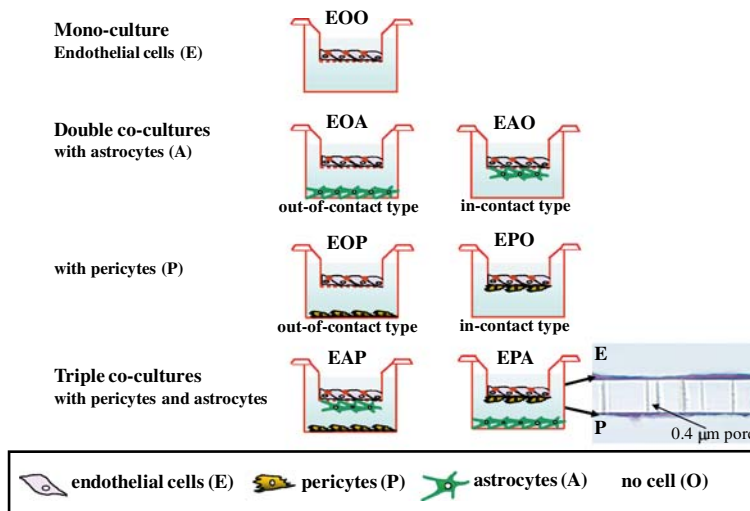 Mono-culture
Endothelial cells (E)
EOO
Double co-cultures
with astrocytes (A)
EOA
EAO
out-of-contact type
in-contact type
with pericytes (P)
EOP
EPO
out-of-contact type
in-contact type
Triple co-cultures
with pericytes and astrocytes
EAP
EPA
E
P
0.4 μm pore
endothelial cells (E) pericytes (P) astrocytes (A) no cell (O)